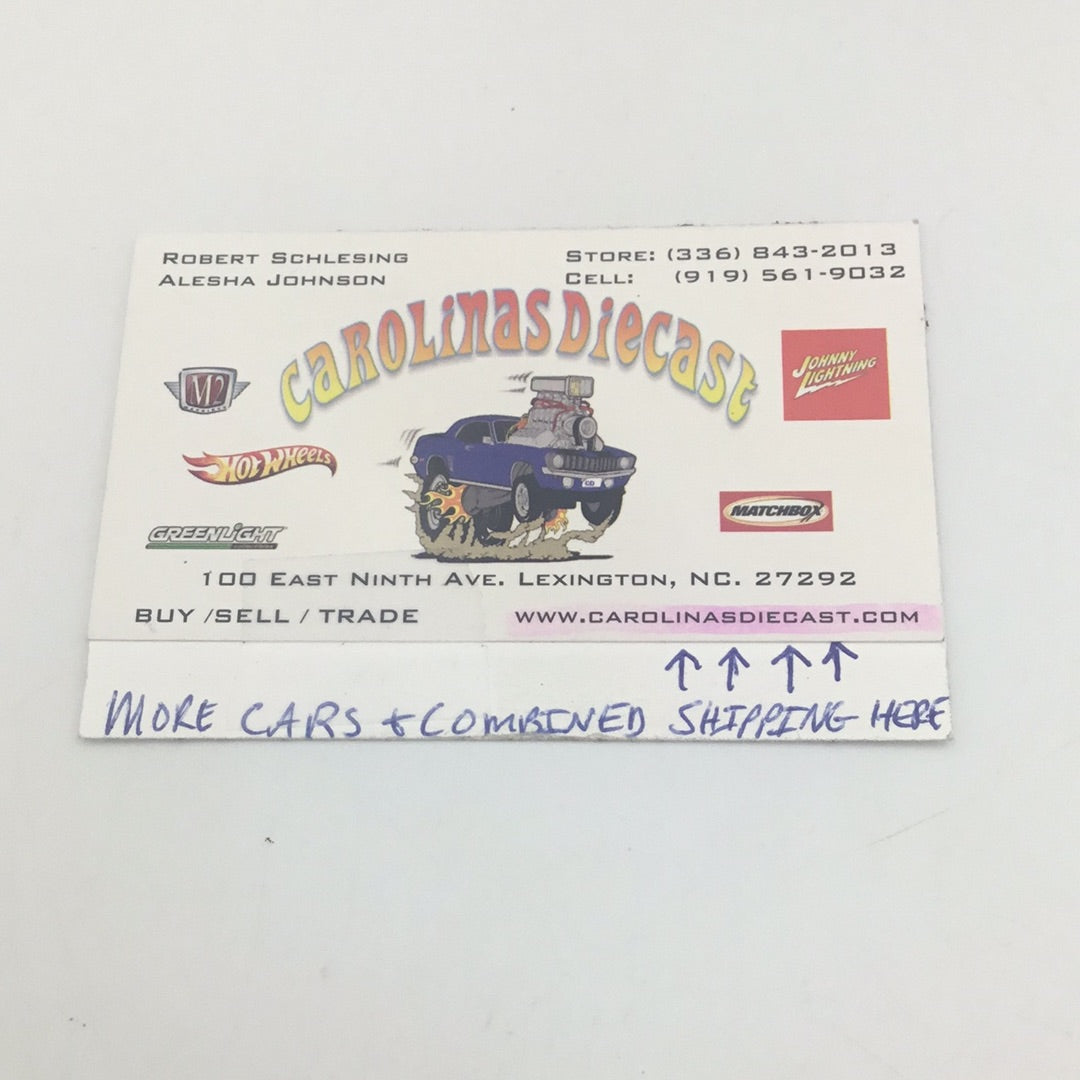 ROBERT SCHLESING
ALESHA JOHNSON
STORE: (336) 843-2013
CELL: (919) 561-9032
CAROLINAS DIECAST
M2
JOHNNY LIGHTNING
HOT WHEELS
CD
MATCHBOX
GREENLIGHT
100 EAST NINTH AVE. LEXINGTON, NC. 27292
BUY /SELL / TRADE
WWW.CAROLINASDIECAST.COM
MORE CARS + COMBINED SHIPPING HERE